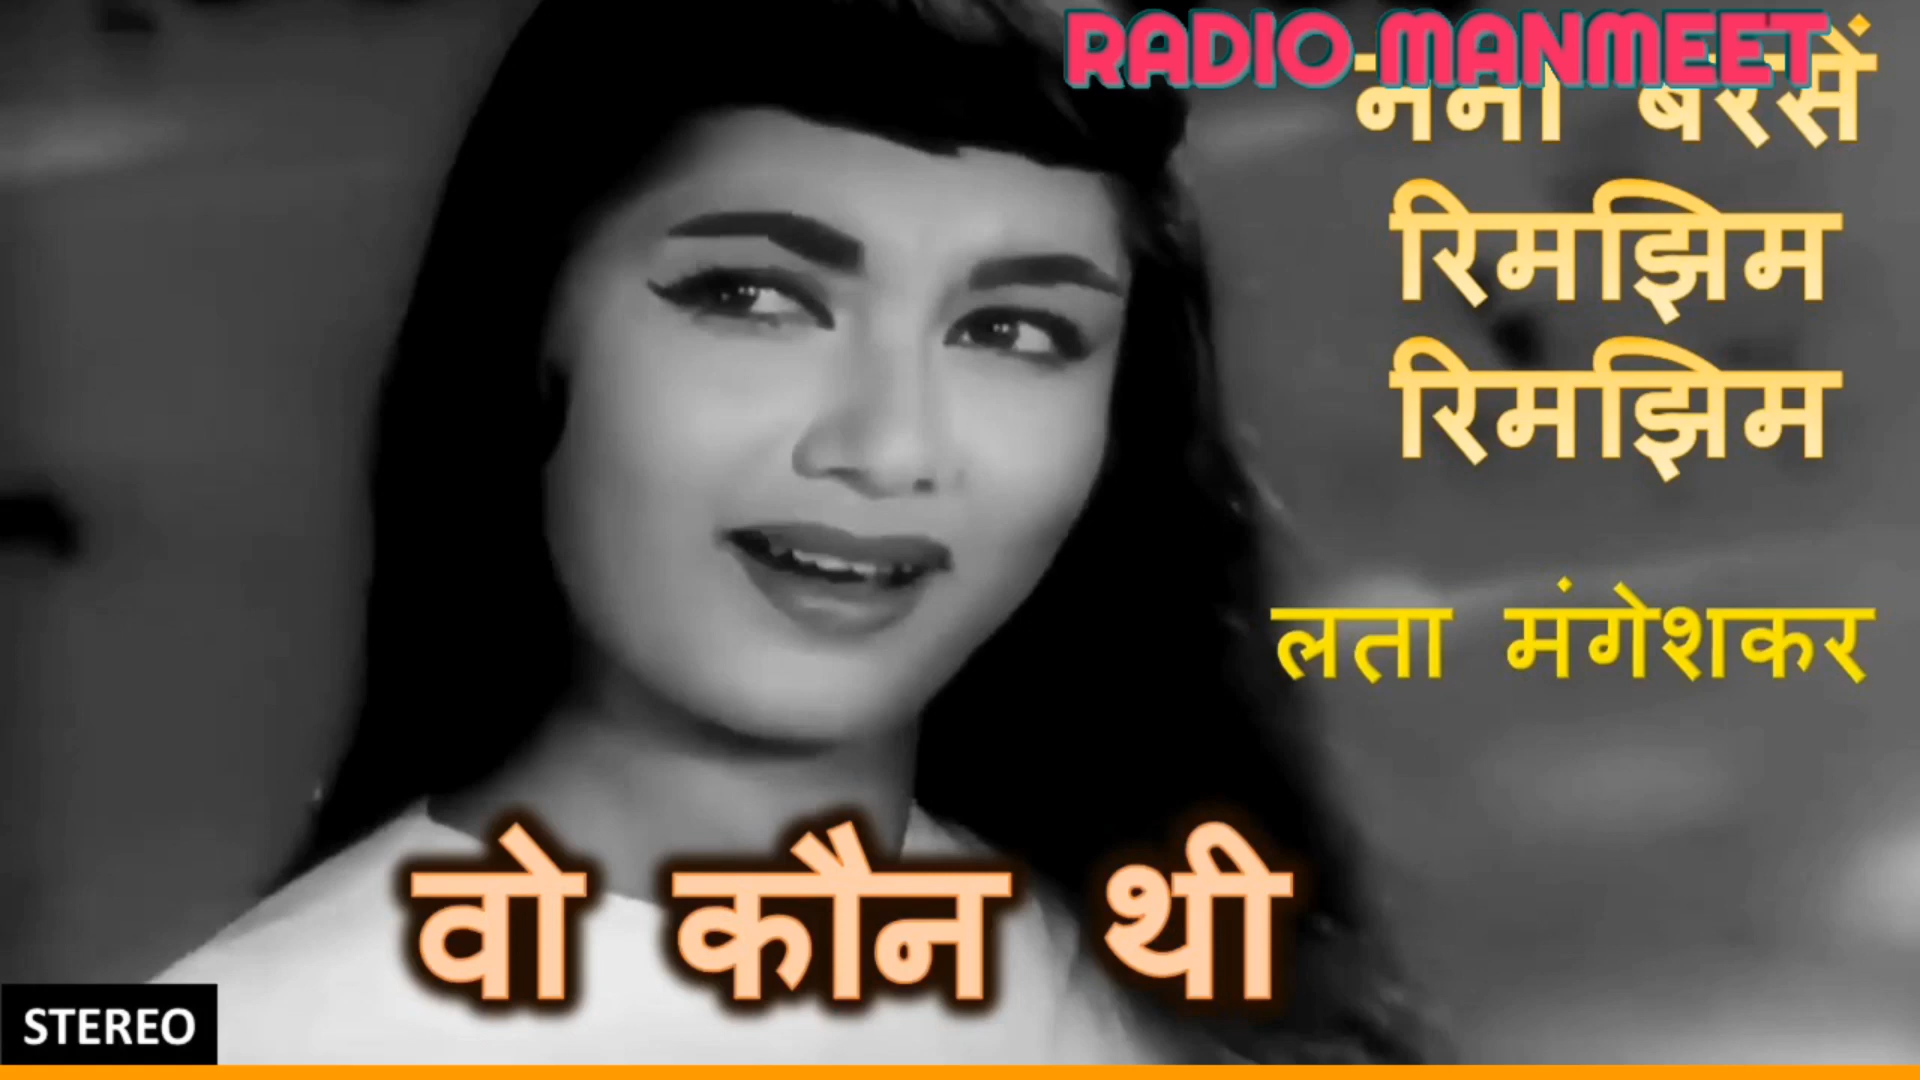 RADIO MANMEET
नैना बरसें
रिमझिम
रिमझिम
लता मंगेशकर
वो कौन थी
STEREO